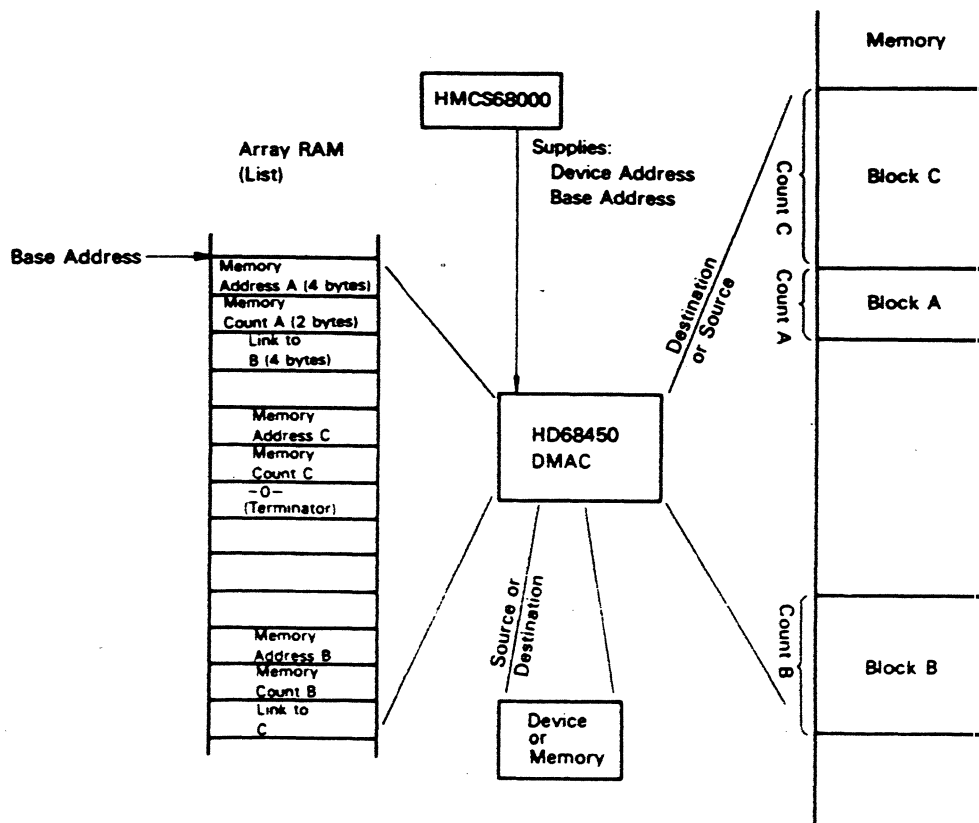 Memory
HMCS68000
Array RAM
(List)
Supplies:
Device Address
Base Address
Base Address
Memory
Address A (4 bytes)
Memory
Count A (2 bytes)
Link to
B (4 bytes)
Memory
Address C
Memory
Count C
-0-
(Terminator)
Memory
Address B
Memory
Count B
Link to
C
HD68450
DMAC
Destination
or Source
Source or
Destination
Device
or
Memory
Count C
Block C
Count A
Block A
Count B
Block B